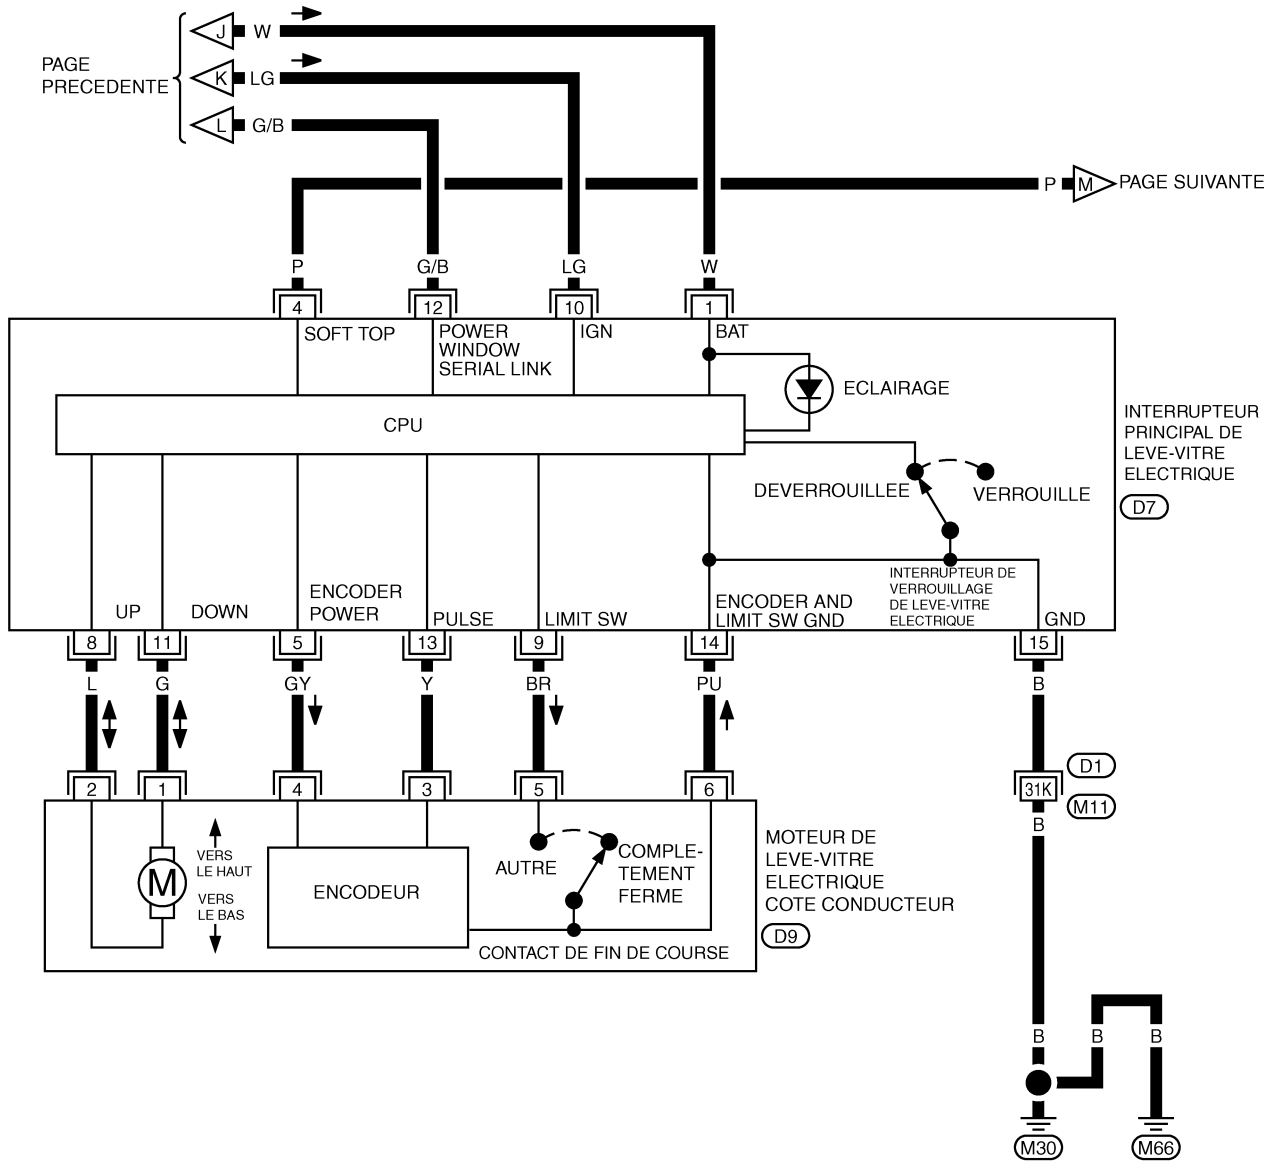 J W
PAGE
PRECEDENTE
K LG
L G/B
P M PAGE SUIVANTE
P G/B LG W
4 12 10 1
SOFT TOP
POWER
WINDOW
SERIAL LINK
IGN
BAT
ECLAIRAGE
CPU
INTERRUPTEUR
PRINCIPAL DE
LEVE-VITRE
ELECTRIQUE
D7
DEVERROUILLEE
VERROUILLE
INTERRUPTEUR DE
VERROUILLAGE
DE LEVE-VITRE
ELECTRIQUE
UP
DOWN
ENCODER
POWER
PULSE
LIMIT SW
ENCODER AND
LIMIT SW GND
GND
8 11 5 13 9 14 15
L G GY Y BR PU B
D1
31K
M11
B
2 1 4 3 5 6
M
VERS
LE HAUT
VERS
LE BAS
ENCODEUR
AUTRE
COMPLE-
TEMENT
FERME
CONTACT DE FIN DE COURSE
MOTEUR DE
LEVE-VITRE
ELECTRIQUE
COTE CONDUCTEUR
D9
B B B
M30 M66